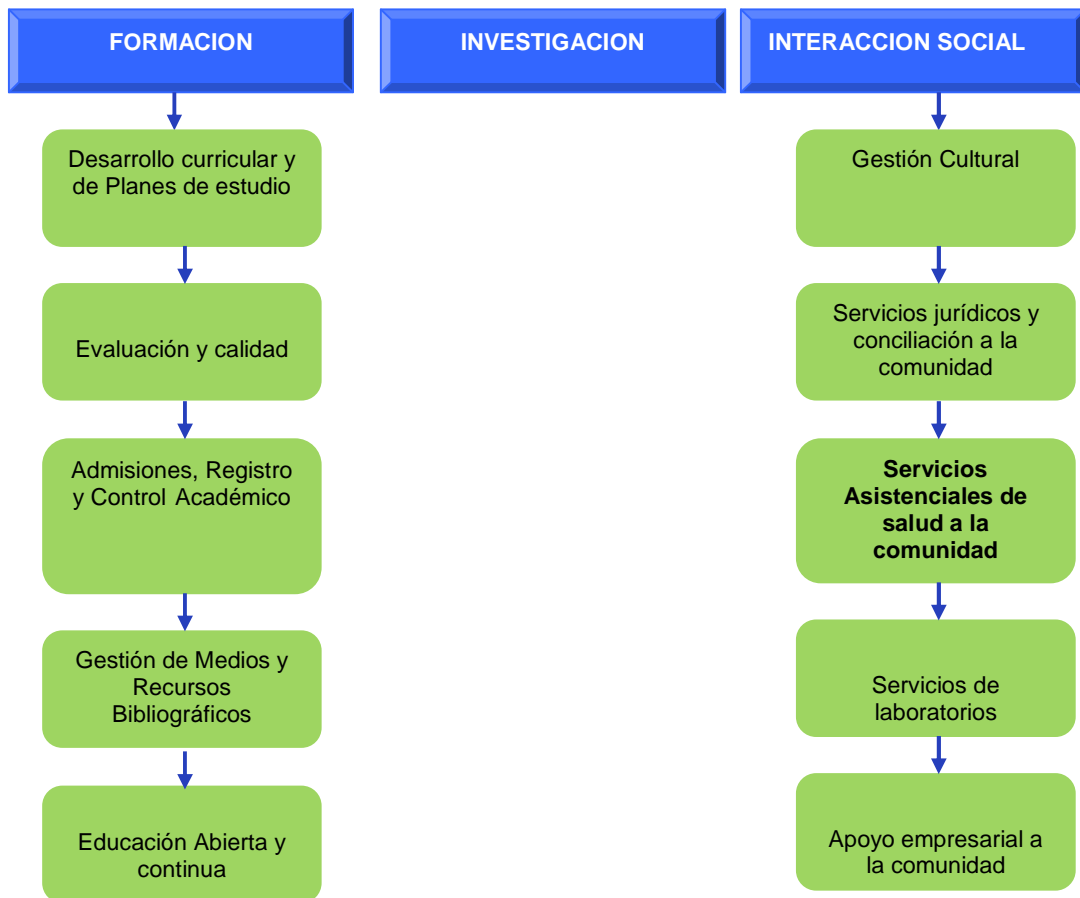 FORMACION
INVESTIGACION
INTERACCION SOCIAL
Desarrollo curricular y
de Planes de estudio
Evaluación y calidad
Admisiones, Registro
y Control Académico
Gestión de Medios y
Recursos
Bibliográficos
Educación Abierta y
continua
Gestión Cultural
Servicios jurídicos y
conciliación a la
comunidad
Servicios
Asistenciales de
salud a la
comunidad
Servicios de
laboratorios
Apoyo empresarial a
la comunidad